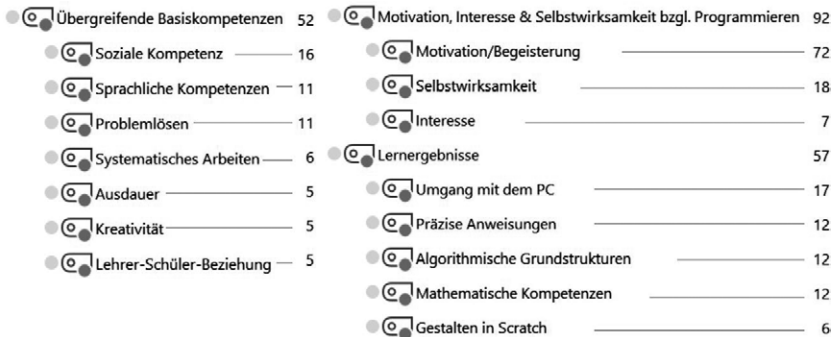 Übergreifende Basiskompetenzen 52
Soziale Kompetenz 16
Sprachliche Kompetenzen 11
Problemlösen 11
Systematisches Arbeiten 6
Ausdauer 5
Kreativität 5
Lehrer-Schüler-Beziehung 5
Motivation, Interesse & Selbstwirksamkeit bzgl. Programmieren 92
Motivation/Begeisterung 72
Selbstwirksamkeit 18
Interesse 7
Lernergebnisse 57
Umgang mit dem PC 17
Präzise Anweisungen 12
Algorithmische Grundstrukturen 12
Mathematische Kompetenzen 12
Gestalten in Scratch 6